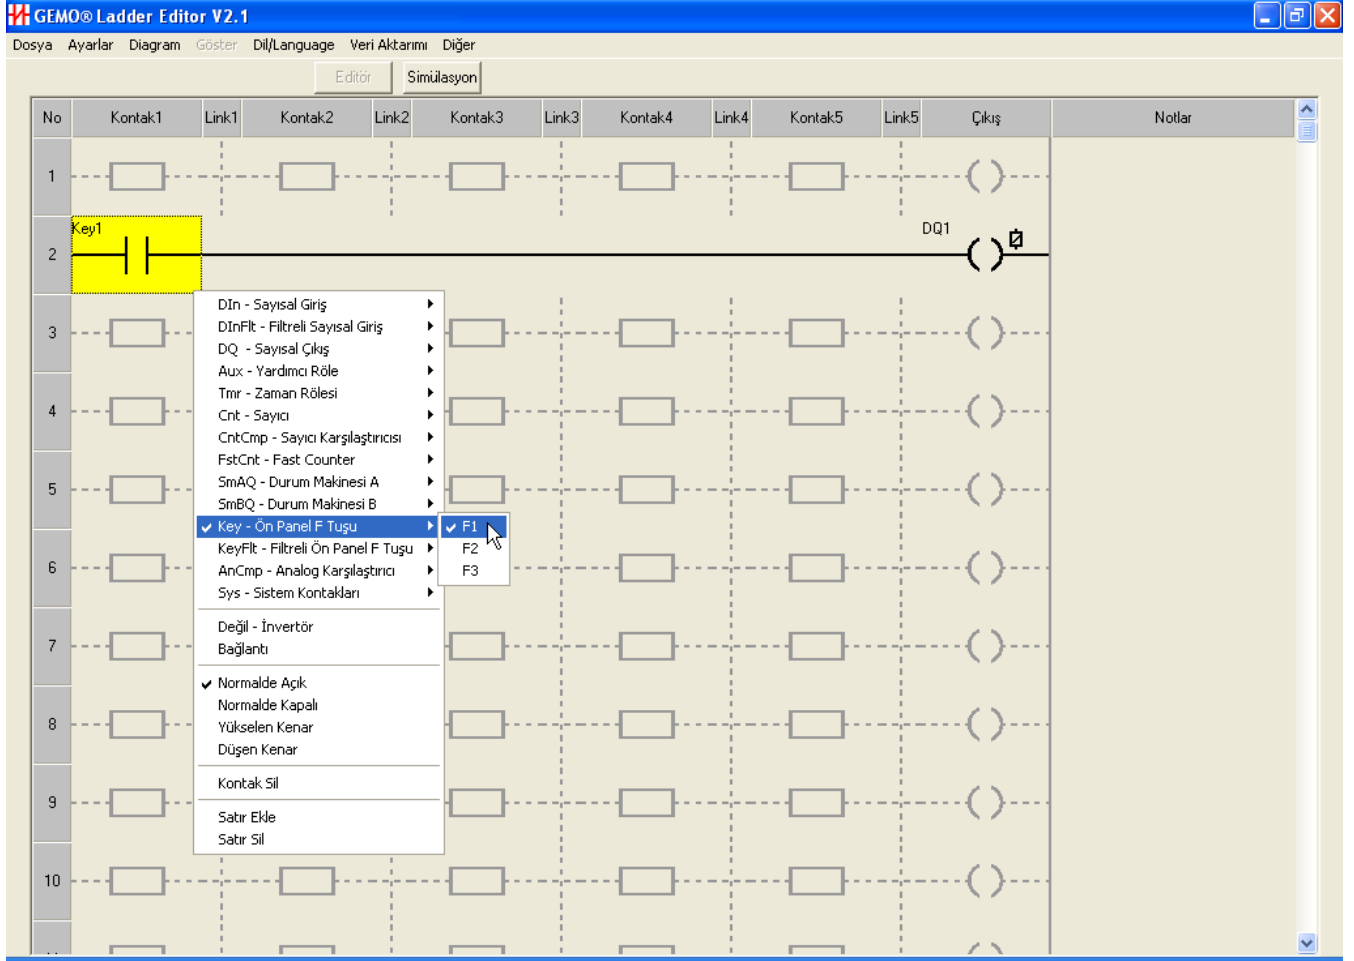 GEMO® Ladder Editor V2.1
Dosya Ayarlar Diagram Göster Dil/Language Veri Aktarımı Diğer
Editör Simülasyon
No Kontak1 Link1 Kontak2 Link2 Kontak3 Link3 Kontak4 Link4 Kontak5 Link5 Çıkış Notlar
1
Key1 DQ1
2
DIn - Sayısal Giriş
DInFlt - Filtreli Sayısal Giriş
3
DQ - Sayısal Çıkış
Aux - Yardımcı Röle
Tmr - Zaman Rölesi
4
Cnt - Sayıcı
CntCmp - Sayıcı Karşılaştırıcısı
FstCnt - Fast Counter
SmAQ - Durum Makinesi A
5
SmBQ - Durum Makinesi B
Key - Ön Panel F Tuşu F1
KeyFlt - Filtreli Ön Panel F Tuşu F2
6
AnCmp - Analog Karşılaştırıcı F3
Sys - Sistem Kontakları
Değil - İnvertör
7
Bağlantı
Normalde Açık
Normalde Kapalı
8
Yükselen Kenar
Düşen Kenar
Kontak Sil
9
Satır Ekle
Satır Sil
10